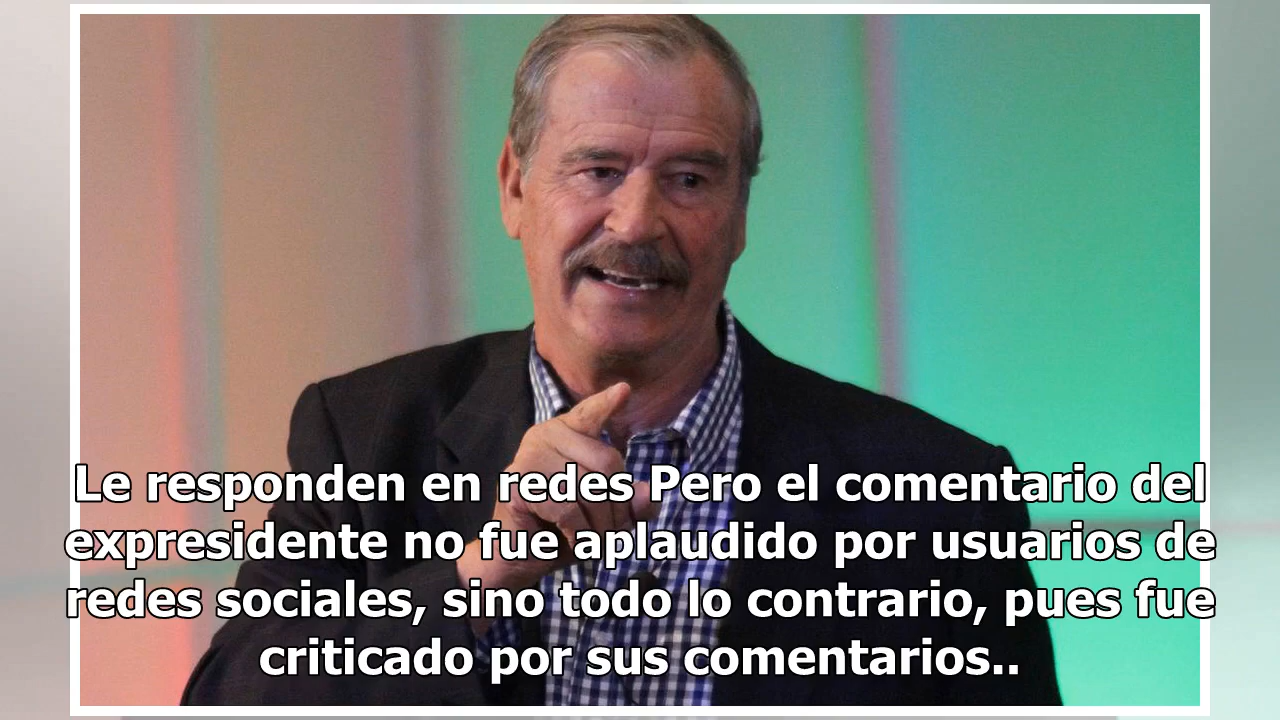 Le responden en redes Pero el comentario del
expresidente no fue aplaudido por usuarios de
redes sociales, sino todo lo contrario, pues fue
criticado por sus comentarios..